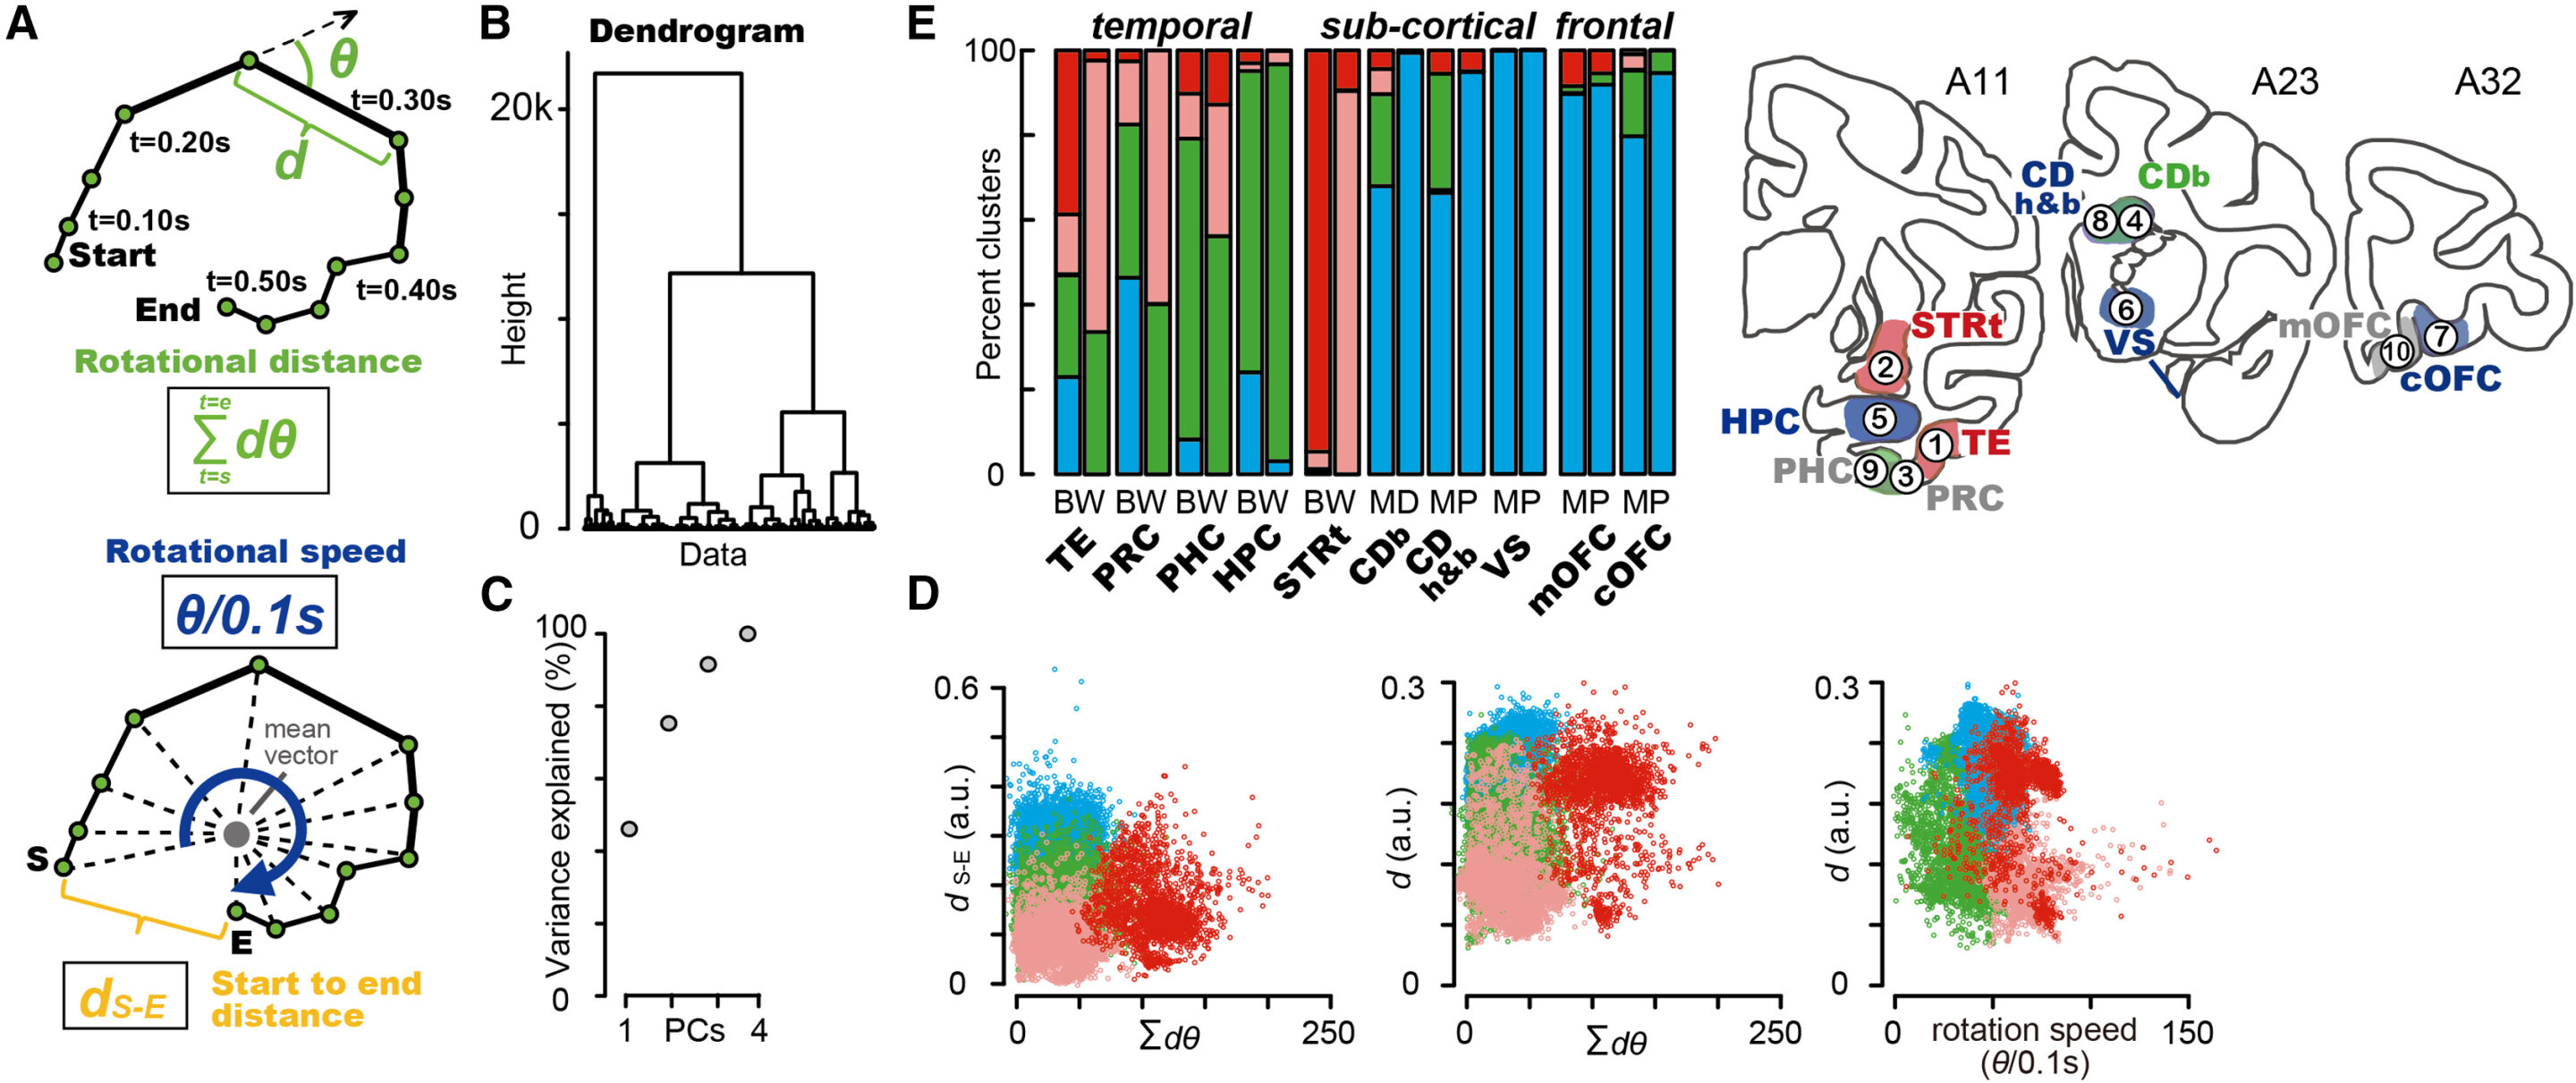 A
θ
d
t=0.30s
t=0.20s
t=0.10s
Start
t=0.50s
t=0.40s
End
Rotational distance
t=e
∑ dθ
t=s
Rotational speed
θ/0.1s
mean
vector
S
E
dS-E
Start to end
distance
B
Dendrogram
20k
Height
0
Data
C
100
Variance explained (%)
0
1 PCs 4
E
temporal sub-cortical frontal
100
Percent clusters
0
BW BW BW BW BW MD MP MP MP MP
TE PRC PHC HPC STRt CDb CD h&b VS mOFC cOFC
A11 A23 A32
CD
h&b
CDb
8 4
6
VS
STRt
2
HPC
5
1
TE
PHC
9 3
PRC
mOFC
10
7
cOFC
D
0.6
d S-E (a.u.)
0
0 ∑dθ 250
0.3
d (a.u.)
0
0 ∑dθ 250
0.3
d (a.u.)
0
0 rotation speed 150
(θ/0.1s)